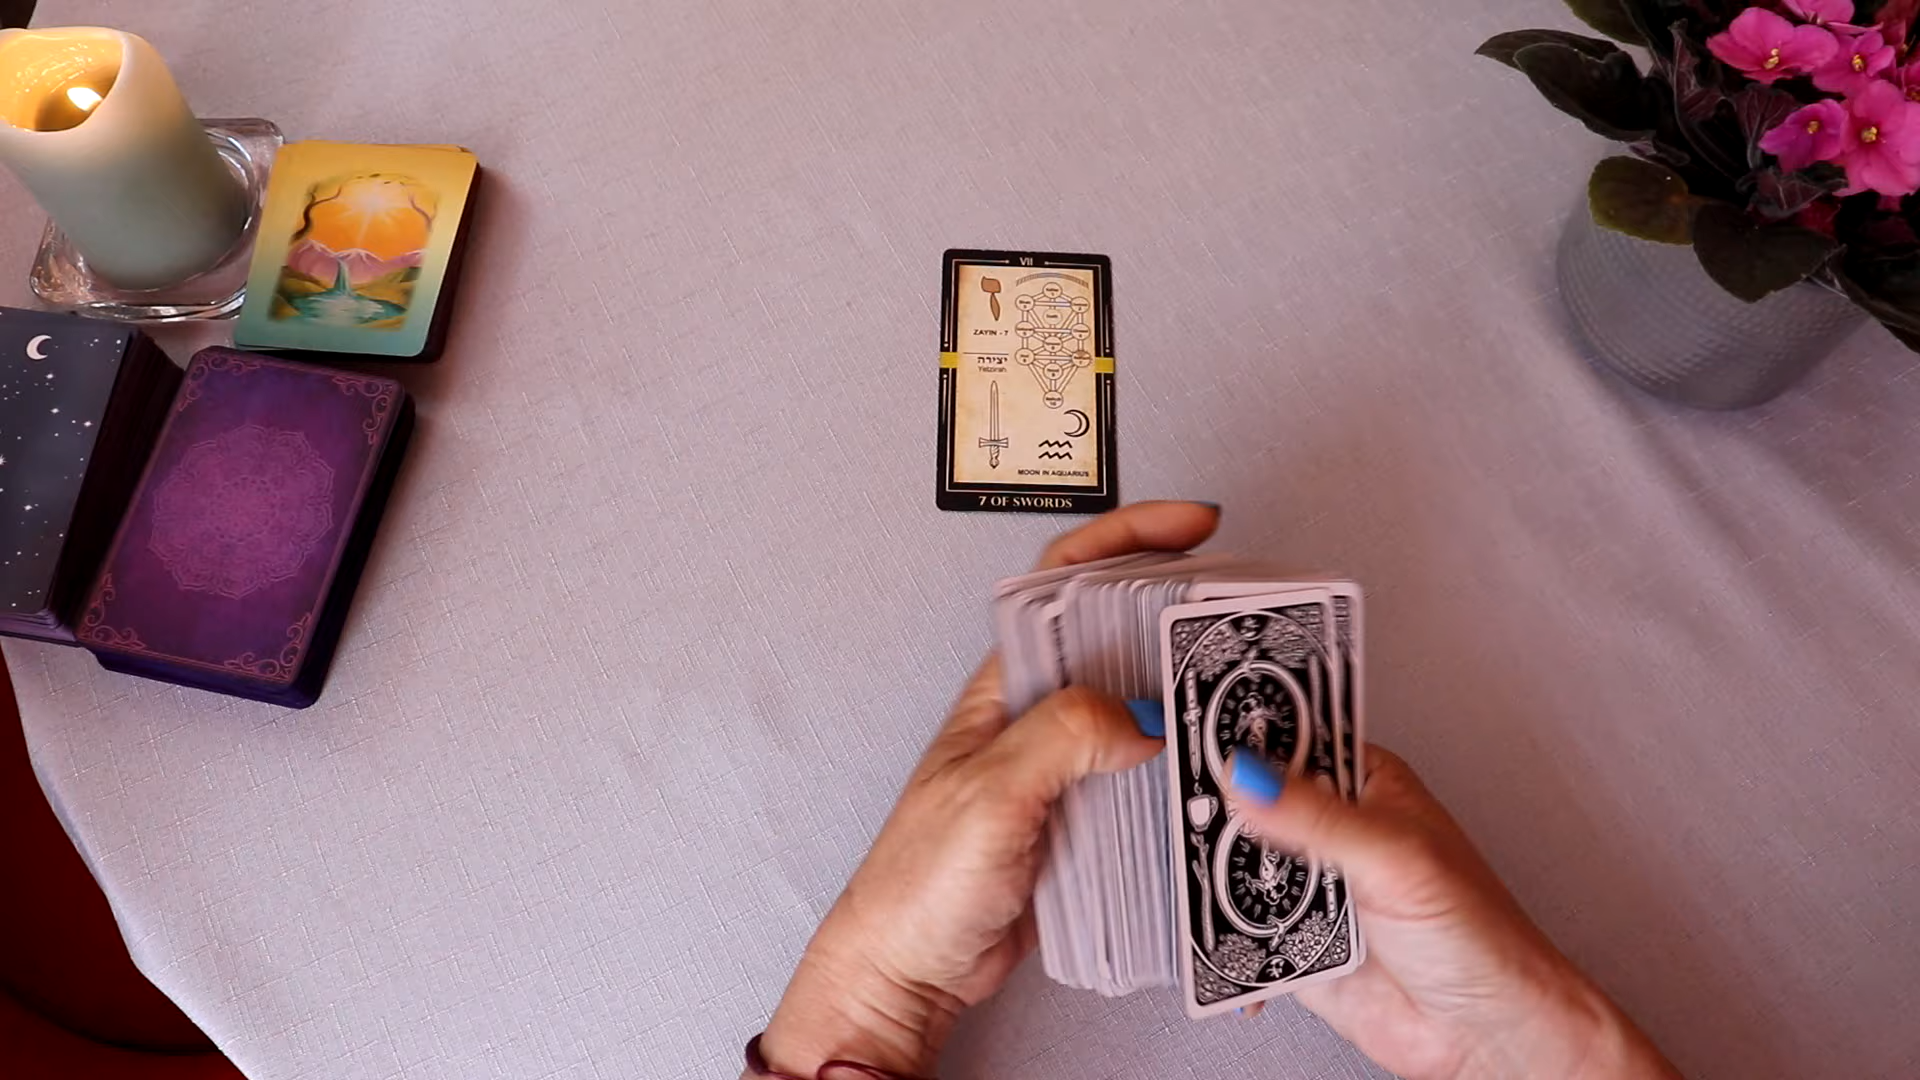 VII
ZAYIN - 7
יצירה
Yetzirah
MOON IN AQUARIUS
7 OF SWORDS